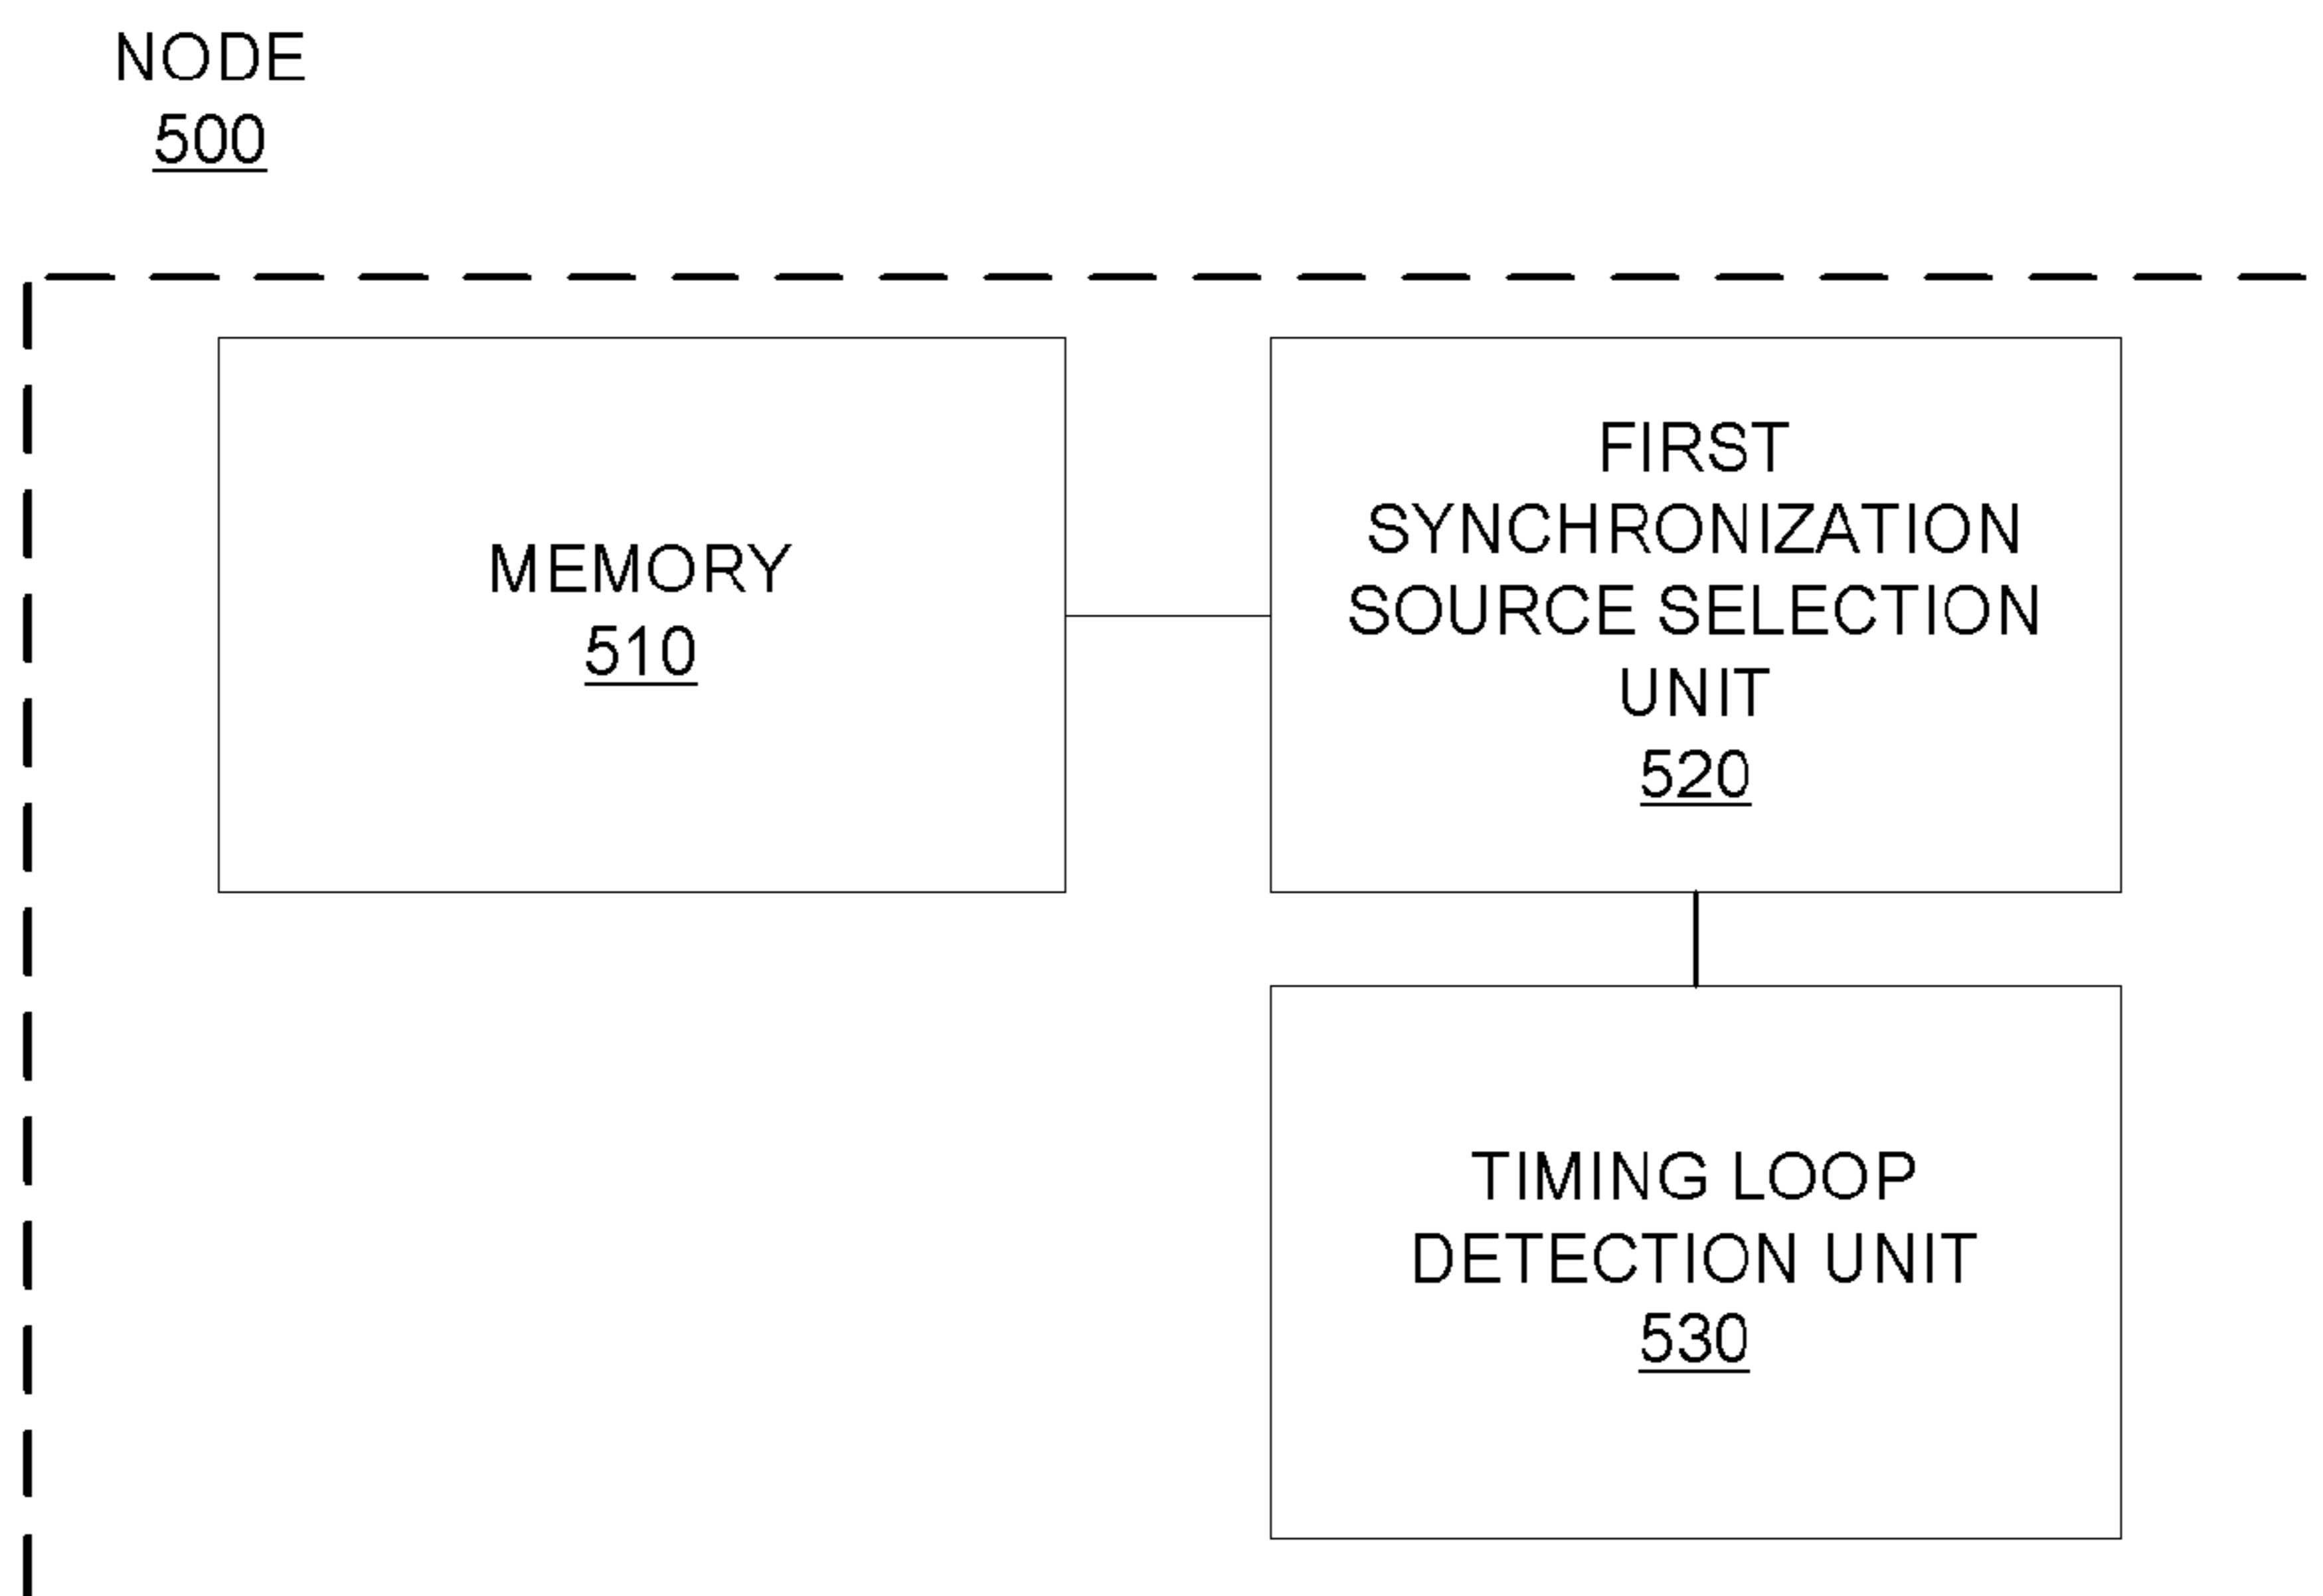 NODE
500
MEMORY
510
FIRST
SYNCHRONIZATION
SOURCE SELECTION
UNIT
520
TIMING LOOP
DETECTION UNIT
530